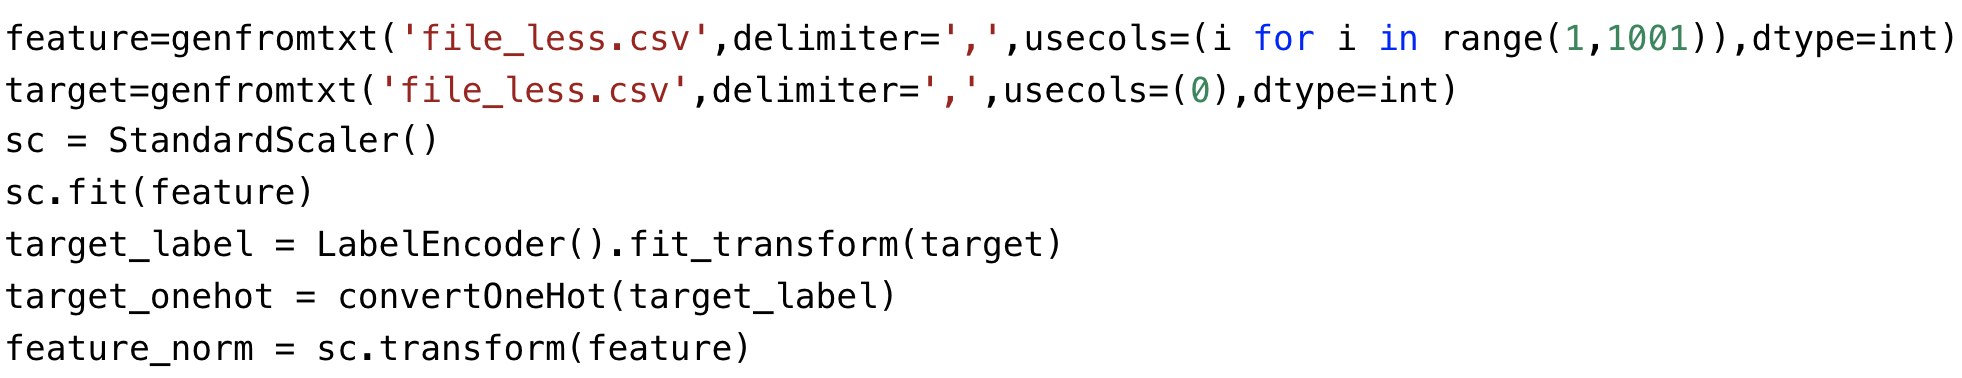 feature=genfromtxt('file_less.csv',delimiter=',',usecols=(i for i in range(1,1001)),dtype=int)
target=genfromtxt('file_less.csv',delimiter=',',usecols=(0),dtype=int)
sc = StandardScaler()
sc.fit(feature)
target_label = LabelEncoder().fit_transform(target)
target_onehot = convertOneHot(target_label)
feature_norm = sc.transform(feature)